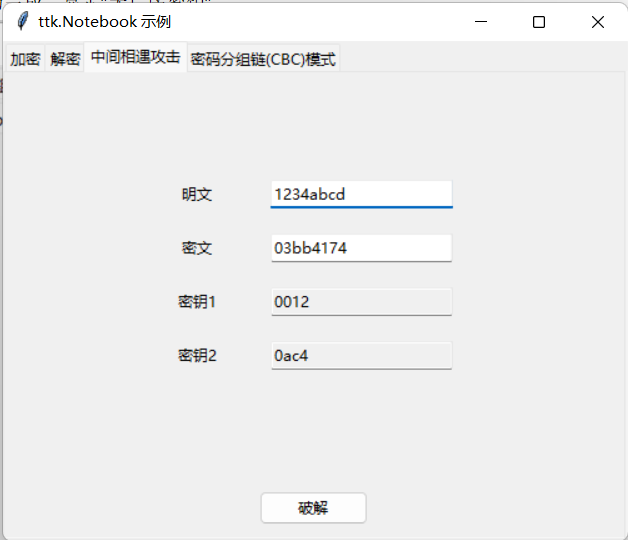 ttk.Notebook 示例
加密 解密 中间相遇攻击 密码分组链(CBC)模式
明文 1234abcd
密文 03bb4174
密钥1 0012
密钥2 0ac4
破解